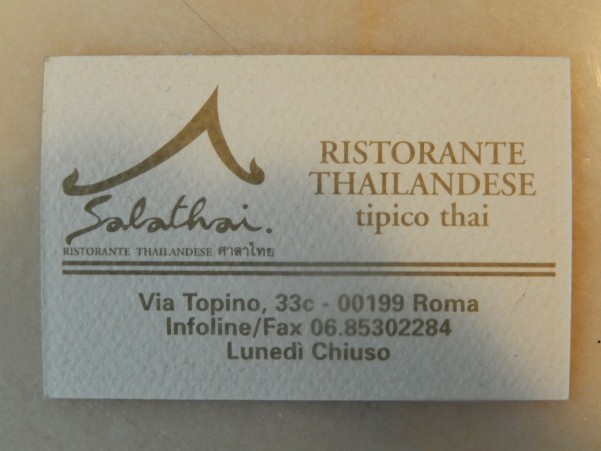 Salathai.
RISTORANTE THAILANDESE ศาลาไทย
RISTORANTE
THAILANDESE
tipico thai
Via Topino, 33c - 00199 Roma
Infoline/Fax 06.85302284
Lunedì Chiuso